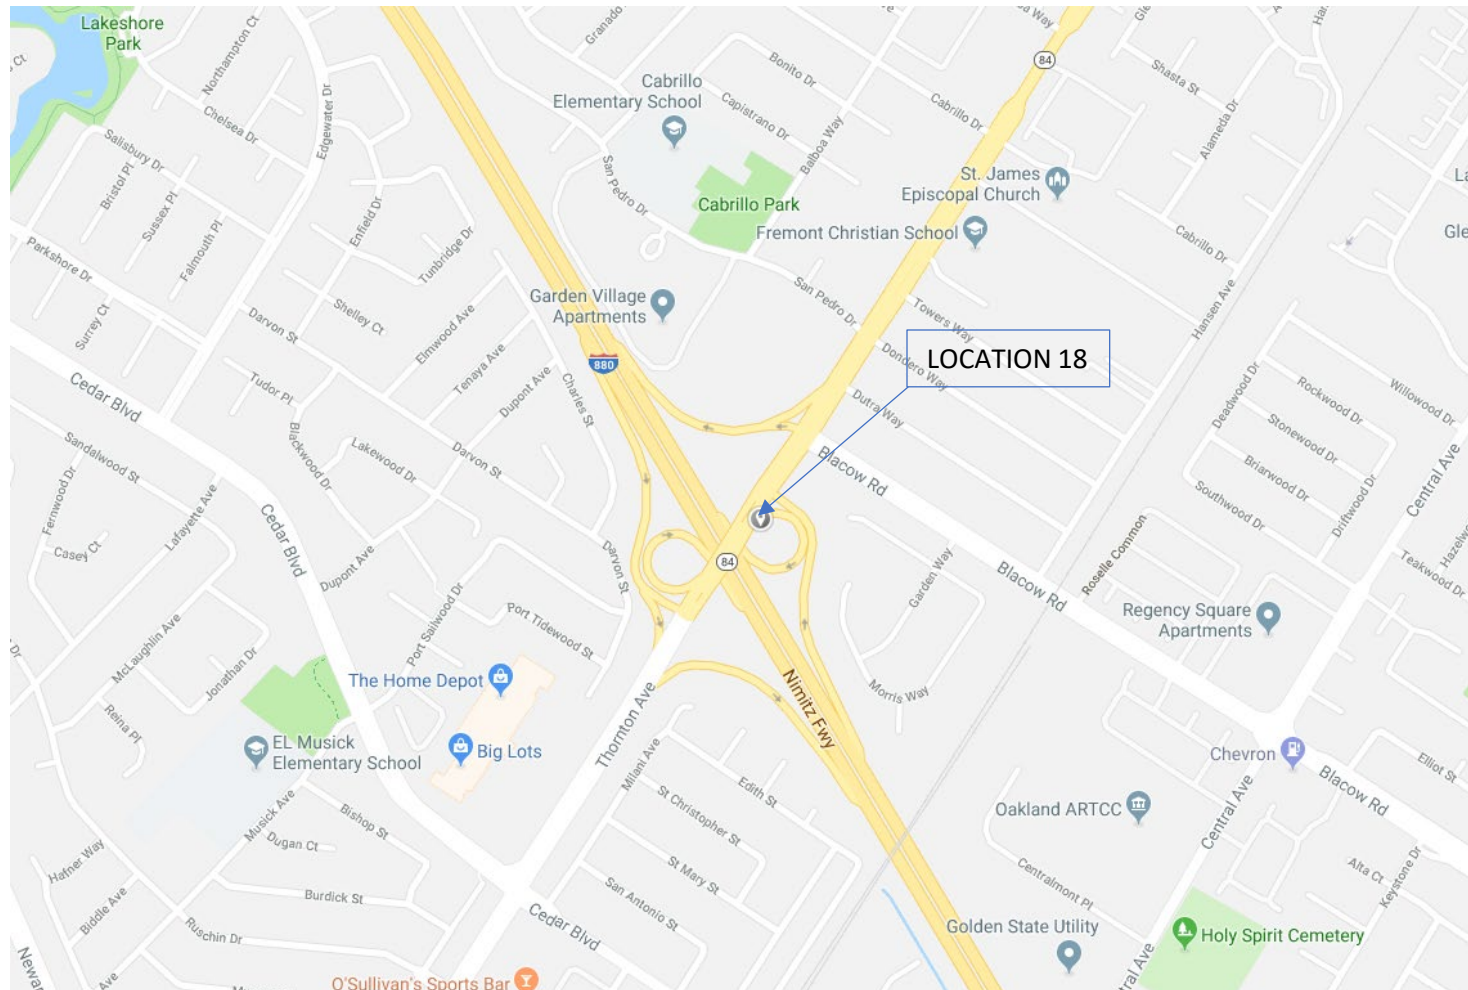 Lakeshore
Park
Ct
Northampton Ct
Chelsea Dr
Edgewater Dr
Salisbury Dr
Bristol Pl
Sussex Pl
Falmouth Pl
Enfield Dr
Tunbridge Dr
Parkshore Dr
Surrey Ct
Darvon St
Shelley Ct
Elmwood Ave
Tenaya Ave
Dupont Ave
Charles St
Granado
Cabrillo
Elementary School
Bonito Dr
Capistrano Dr
Balboa Way
San Pedro Dr
Cabrillo Park
84
Cabrillo Dr
Shasta St
Alameda Dr
St. James
Episcopal Church
Fremont Christian School
Cabrillo Dr
Hansen Ave
Gle
Garden Village
Apartments
San Pedro Dr
Towers Way
Dondero Way
LOCATION 18
Dutra Way
880
Cedar Blvd
Tudor Pl
Blackwood Dr
Lakewood Dr
Darvon St
Sandalwood St
Fernwood Dr
Lafayette Ave
Casey Ct
Cedar Blvd
Dupont Ave
Darvon St
Port Sailwood Dr
Port Tidewood St
84
Blacow Rd
Deadwood Dr
Rockwood Dr
Willowood Dr
Stonewood Dr
Briarwood Dr
Southwood Dr
Driftwood Dr
Central Ave
Teakwood Dr
Roselle Common
Garden Way
Blacow Rd
Regency Square
Apartments
Morris Way
Nimitz Fwy
McLaughlin Ave
Jonathan Dr
Reina Pl
The Home Depot
Big Lots
EL Musick
Elementary School
Thornton Ave
Milani Ave
Edith St
St Christopher St
St Mary St
San Antonio St
Musick Ave
Bishop St
Dugan Ct
Burdick St
Hafner Way
Biddle Ave
Ruschin Dr
Cedar Blvd
O'Sullivan's Sports Bar
Newar
Ave
Chevron
Blacow Rd
Elliot St
Oakland ARTCC
Central Ave
Centralmont Pl
Alta Ct
Keystone Dr
Golden State Utility
Holy Spirit Cemetery
ral Ave